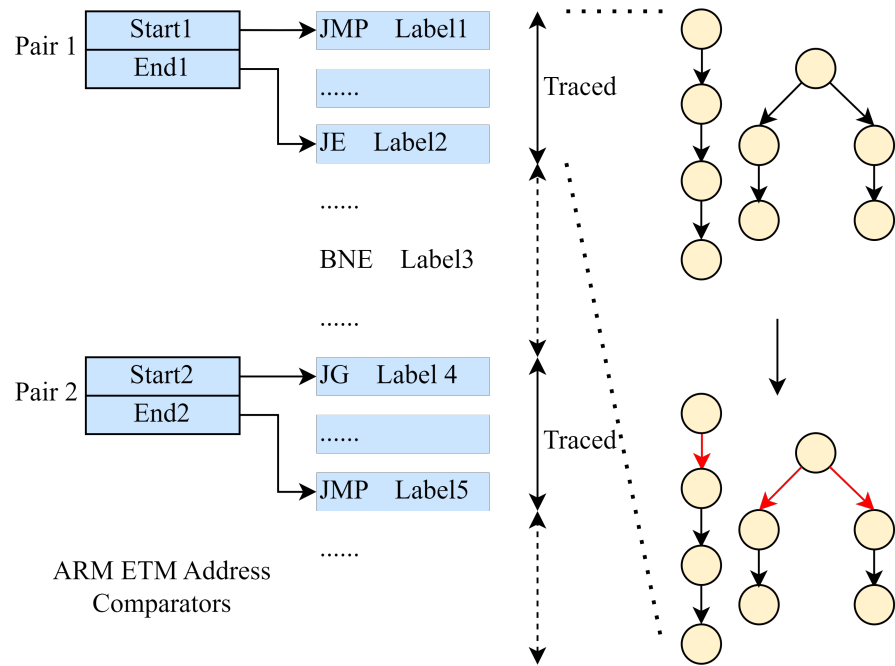 Pair 1
Start1
End1
JMP Label1
......
JE Label2
......
BNE Label3
......
Traced
Pair 2
Start2
End2
JG Label 4
......
JMP Label5
......
Traced
ARM ETM Address
Comparators